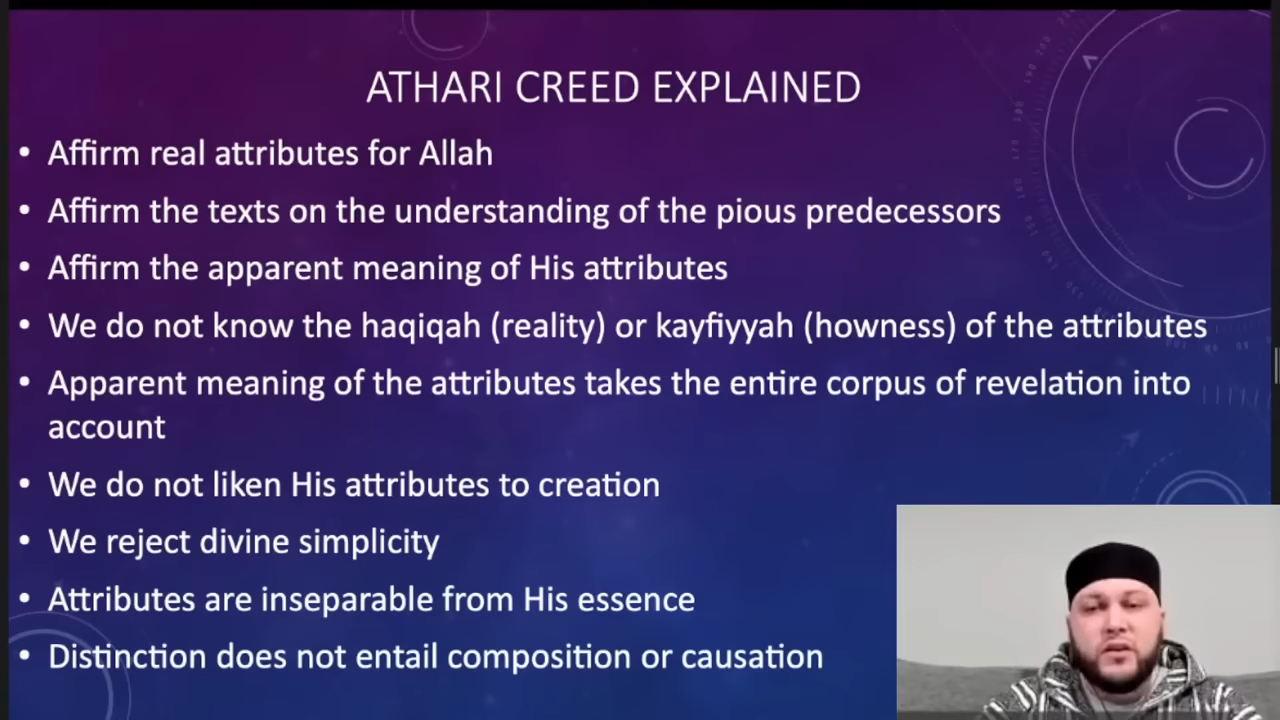 ATHARI CREED EXPLAINED
• Affirm real attributes for Allah
• Affirm the texts on the understanding of the pious predecessors
• Affirm the apparent meaning of His attributes
• We do not know the haqiqah (reality) or kayfiyyah (howness) of the attributes
• Apparent meaning of the attributes takes the entire corpus of revelation into
account
• We do not liken His attributes to creation
• We reject divine simplicity
• Attributes are inseparable from His essence
• Distinction does not entail composition or causation